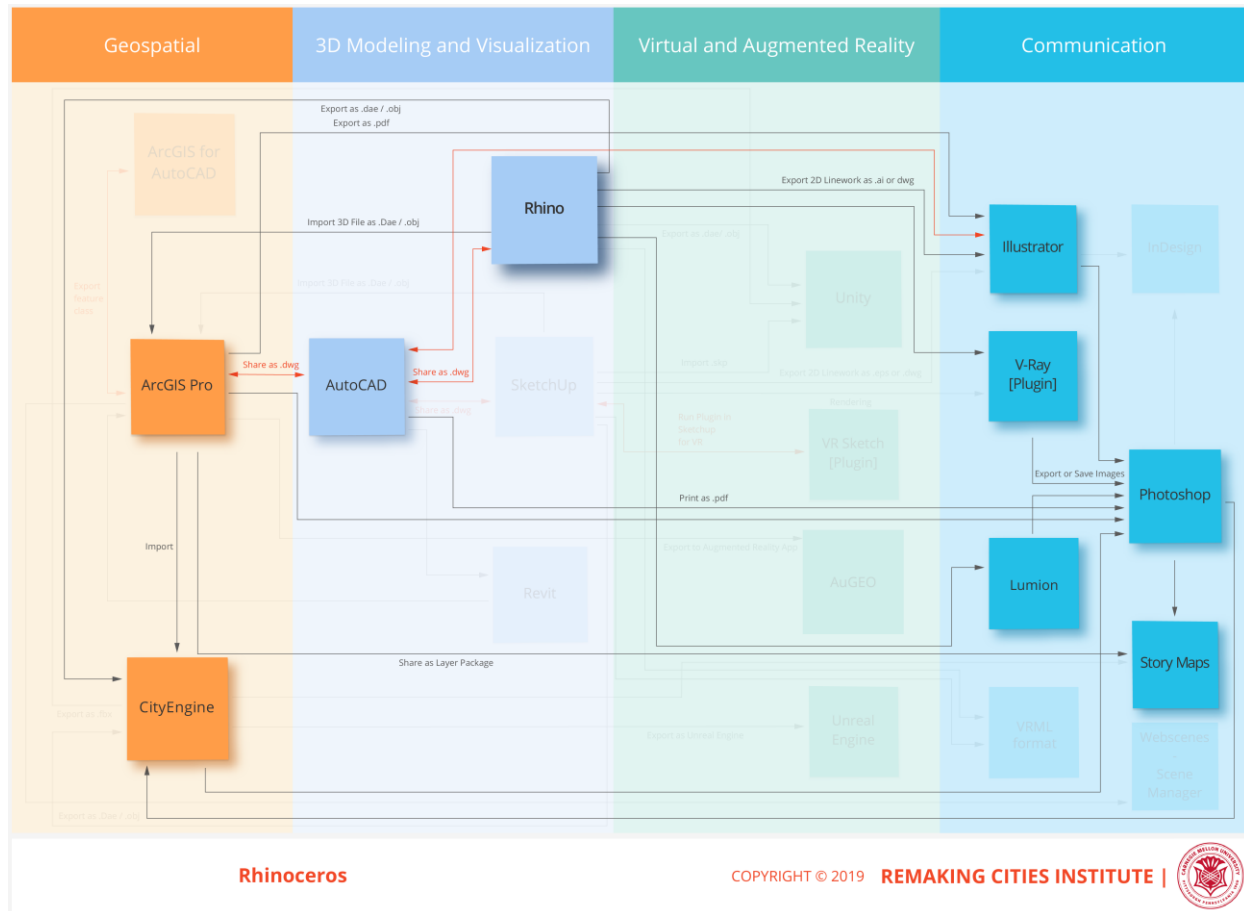 Geospatial
3D Modeling and Visualization
Virtual and Augmented Reality
Communication
Export as .dae / .obj
Export as .pdf
ArcGIS for
AutoCAD
Rhino
Export 2D Linework as .ai or dwg
Import 3D File as .Dae / .obj
Export as .dae/ .obj
Illustrator
inDesign
Import 3D File as .Dae / .obj
Export
feature
class
Unity
Share as .dwg
Share as .dwg
ArcGIS Pro
AutoCAD
SketchUp
V-Ray
[Plugin]
Export 2D Linework as .eps or .dwg
Share as .dwg
Rendering
Run Plugin in
Sketchup
for VR
VR Sketch
[Plugin]
Export or Save Images
Print as .pdf
Photoshop
Import
Export to Augmented Reality App
Revit
AuGEO
Lumion
Share as Layer Package
Story Maps
CityEngine
Export as .fbx
Export as Unreal Engine
Unreal
Engine
VRML
format
Webscenes
-
Scene
Manager
Export as .Dae / .obj
Rhinoceros
COPYRIGHT © 2019 REMAKING CITIES INSTITUTE |
CARNEGIE MELLON UNIVERSITY